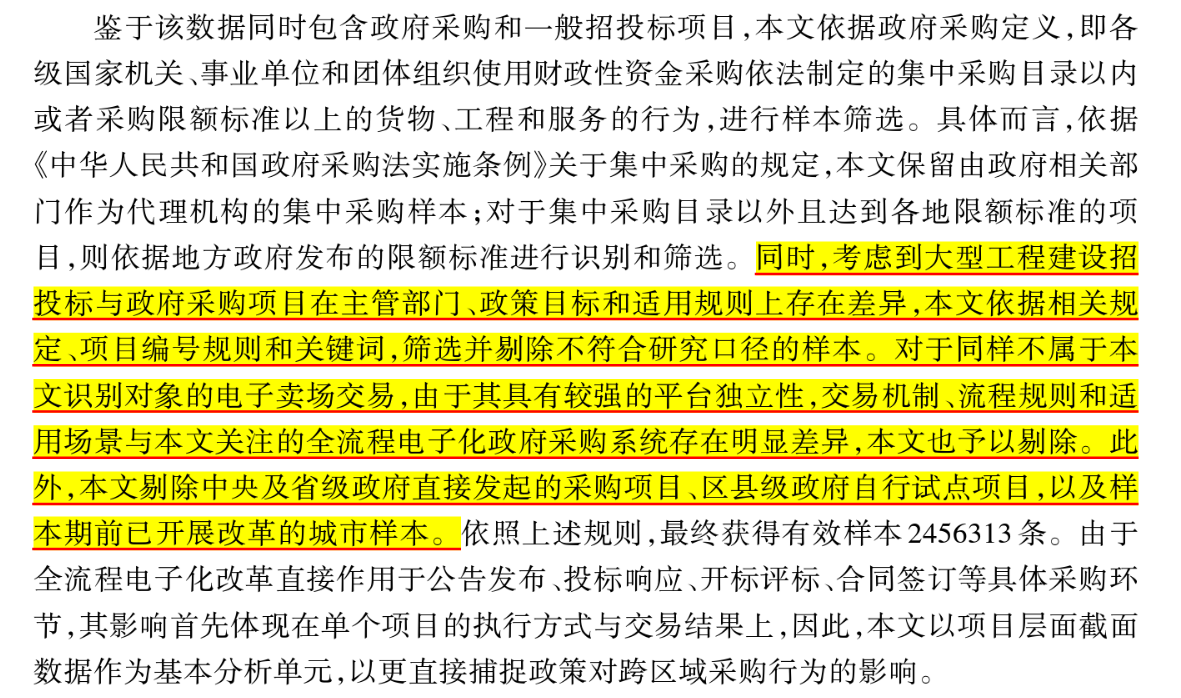 鉴于该数据同时包含政府采购和一般招投标项目,本文依据政府采购定义,即各
级国家机关、事业单位和团体组织使用财政性资金采购依法制定的集中采购目录以内
或者采购限额标准以上的货物、工程和服务的行为,进行样本筛选。具体而言,依据
《中华人民共和国政府采购法实施条例》关于集中采购的规定,本文保留由政府相关部
门作为代理机构的集中采购样本;对于集中采购目录以外且达到各地限额标准的项
目,则依据地方政府发布的限额标准进行识别和筛选。同时,考虑到大型工程建设招
投标与政府采购项目在主管部门、政策目标和适用规则上存在差异,本文依据相关规
定、项目编号规则和关键词,筛选并剔除不符合研究口径的样本。对于同样不属于本
文识别对象的电子卖场交易,由于其具有较强的平台独立性,交易机制、流程规则和适
用场景与本文关注的全流程电子化政府采购系统存在明显差异,本文也予以剔除。此
外,本文剔除中央及省级政府直接发起的采购项目、区县级政府自行试点项目,以及样
本期前已开展改革的城市样本。依照上述规则,最终获得有效样本2456313条。由于
全流程电子化改革直接作用于公告发布、投标响应、开标评标、合同签订等具体采购环
节,其影响首先体现在单个项目的执行方式与交易结果上,因此,本文以项目层面截面
数据作为基本分析单元,以更直接捕捉政策对跨区域采购行为的影响。